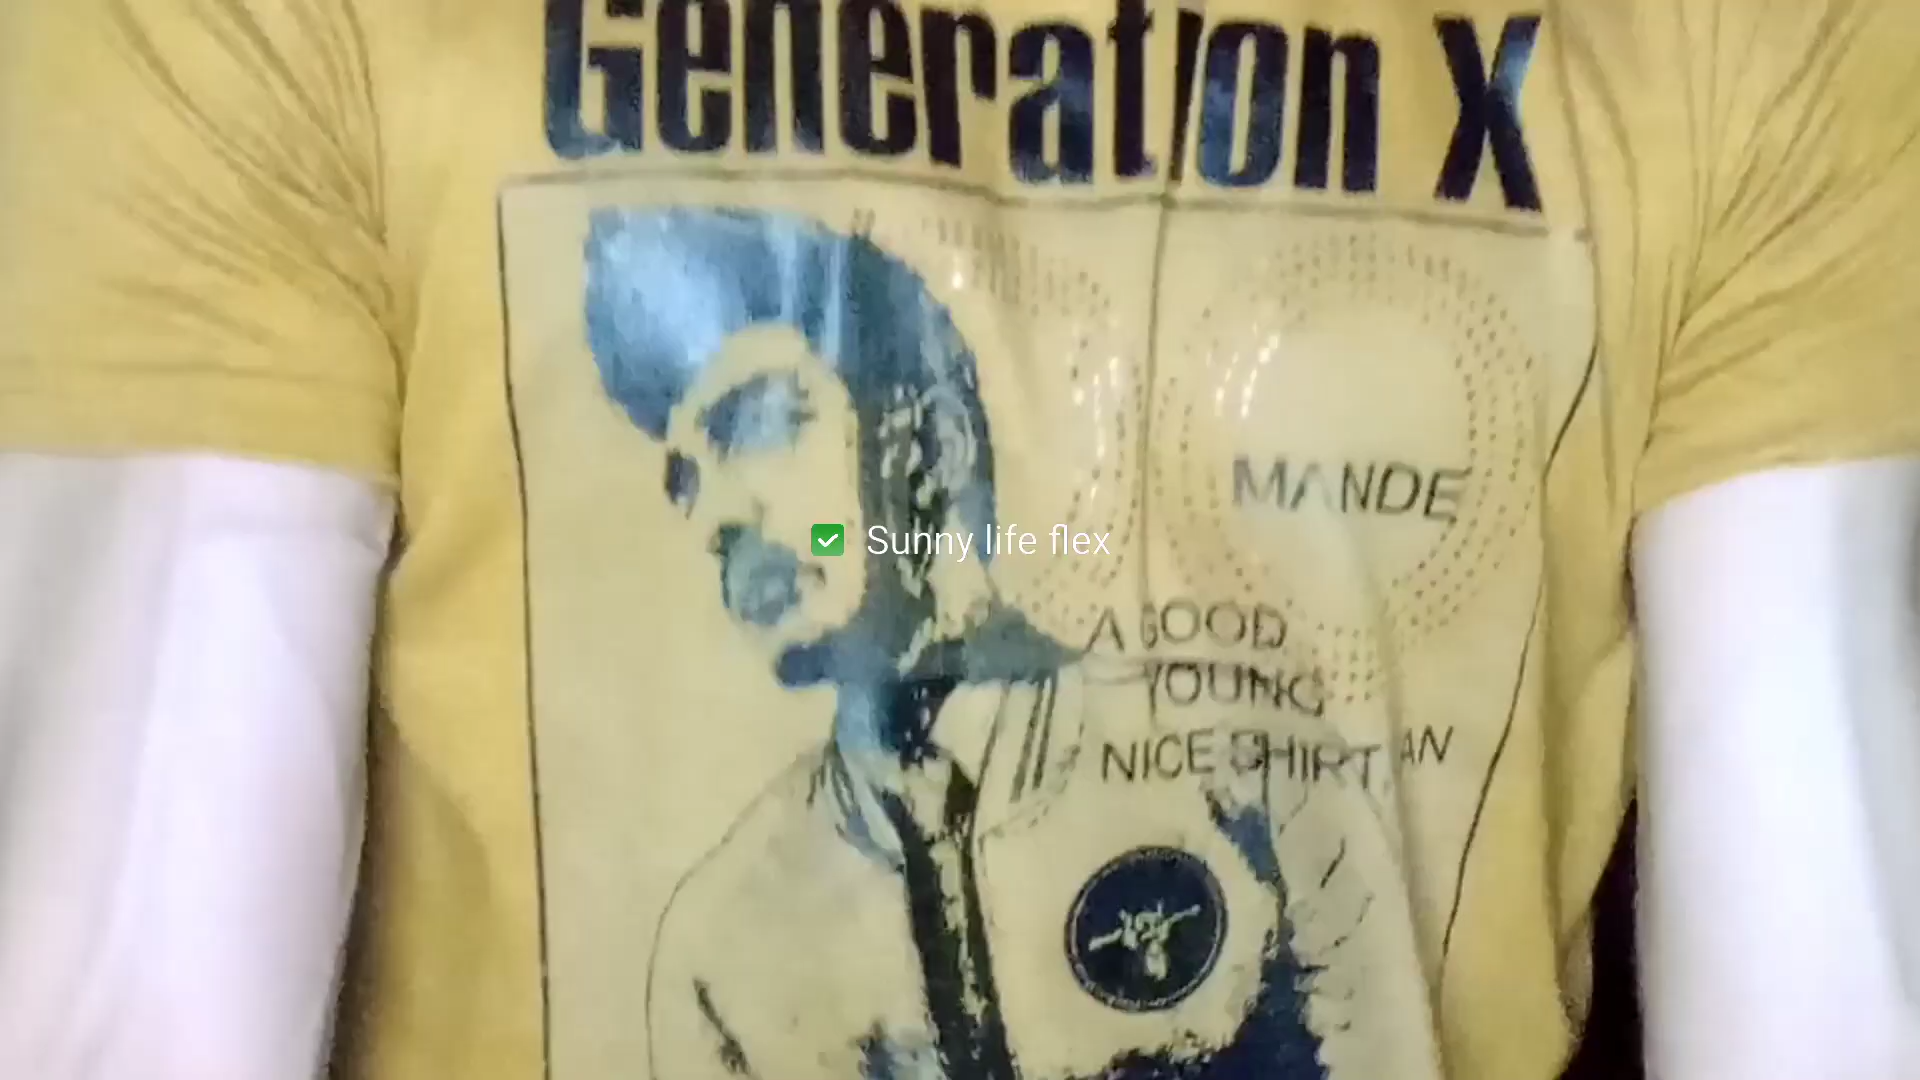 Generation X
MANDE
✅ Sunny life flex
A GOOD
YOUNG
NICE SHIRT AN